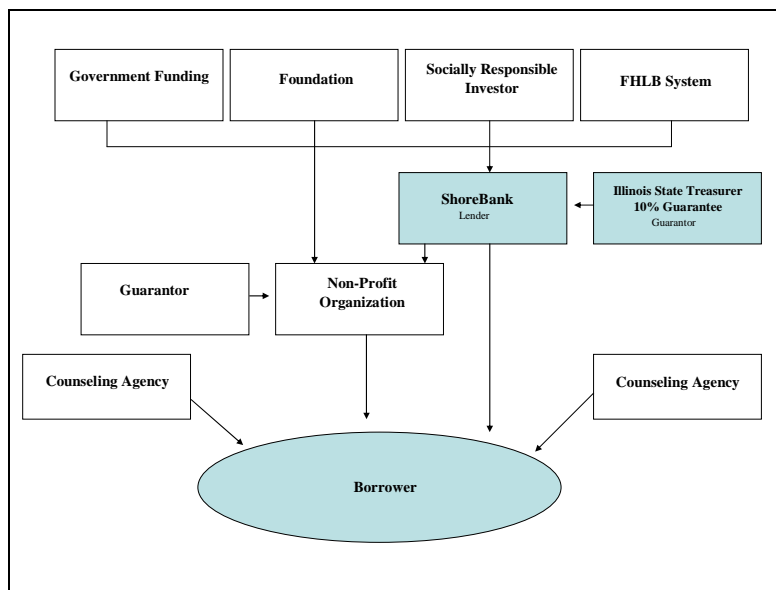 Government Funding
Foundation
Socially Responsible
Investor
FHLB System
ShoreBank
Lender
Illinois State Treasurer
10% Guarantee
Guarantor
Guarantor
Non-Profit
Organization
Counseling Agency
Counseling Agency
Borrower